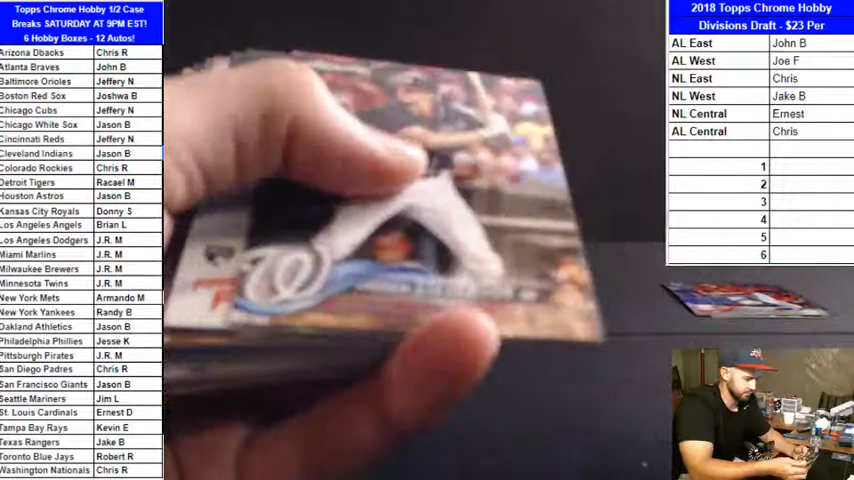 Topps Chrome Hobby 1/2 Case
Breaks SATURDAY AT 9PM EST!
6 Hobby Boxes - 12 Autos!
Arizona Dbacks Chris R
Atlanta Braves John B
Baltimore Orioles Jeffery N
Boston Red Sox Joshwa B
Chicago Cubs Jeffery N
Chicago White Sox Jason B
Cincinnati Reds Jeffery N
Cleveland Indians Jason B
Colorado Rockies Chris R
Detroit Tigers Racael M
Houston Astros Jason B
Kansas City Royals Donny S
Los Angeles Angels Brian L
Los Angeles Dodgers J.R. M
Miami Marlins J.R. M
Milwaukee Brewers J.R. M
Minnesota Twins J.R. M
New York Mets Armando M
New York Yankees Randy B
Oakland Athletics Jason B
Philadelphia Phillies Jesse K
Pittsburgh Pirates J.R. M
San Diego Padres Chris R
San Francisco Giants Jason B
Seattle Mariners Jim L
St. Louis Cardinals Ernest D
Tampa Bay Rays Kevin E
Texas Rangers Jake B
Toronto Blue Jays Robert R
Washington Nationals Chris R
2018 Topps Chrome Hobby
Divisions Draft - $23 Per
AL East John B
AL West Joe F
NL East Chris
NL West Jake B
NL Central Ernest
AL Central Chris
1
2
3
4
5
6